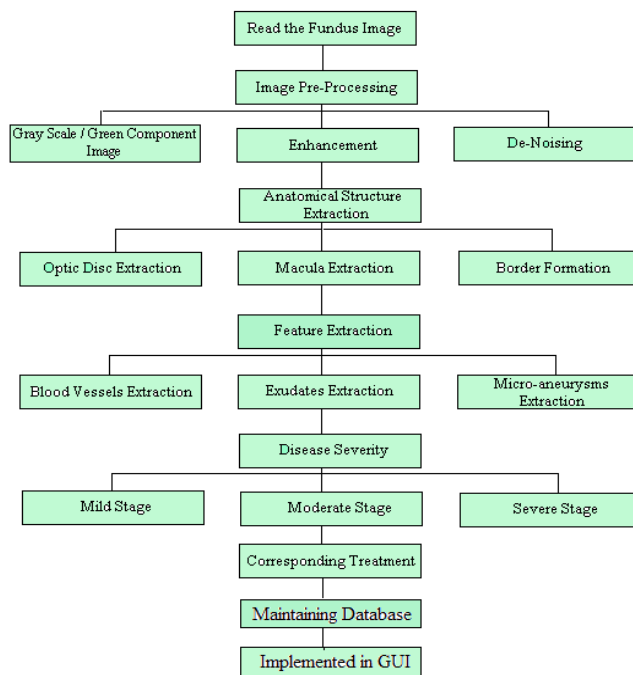 Read the Fundus Image
Image Pre-Processing
Gray Scale / Green Component
Image
Enhancement
De-Noising
Anatomical Structure
Extraction
Optic Disc Extraction
Macula Extraction
Border Formation
Feature Extraction
Blood Vessels Extraction
Exudates Extraction
Micro-aneurysms
Extraction
Disease Severity
Mild Stage
Moderate Stage
Severe Stage
Corresponding Treatment
Maintaining Database
Implemented in GUI